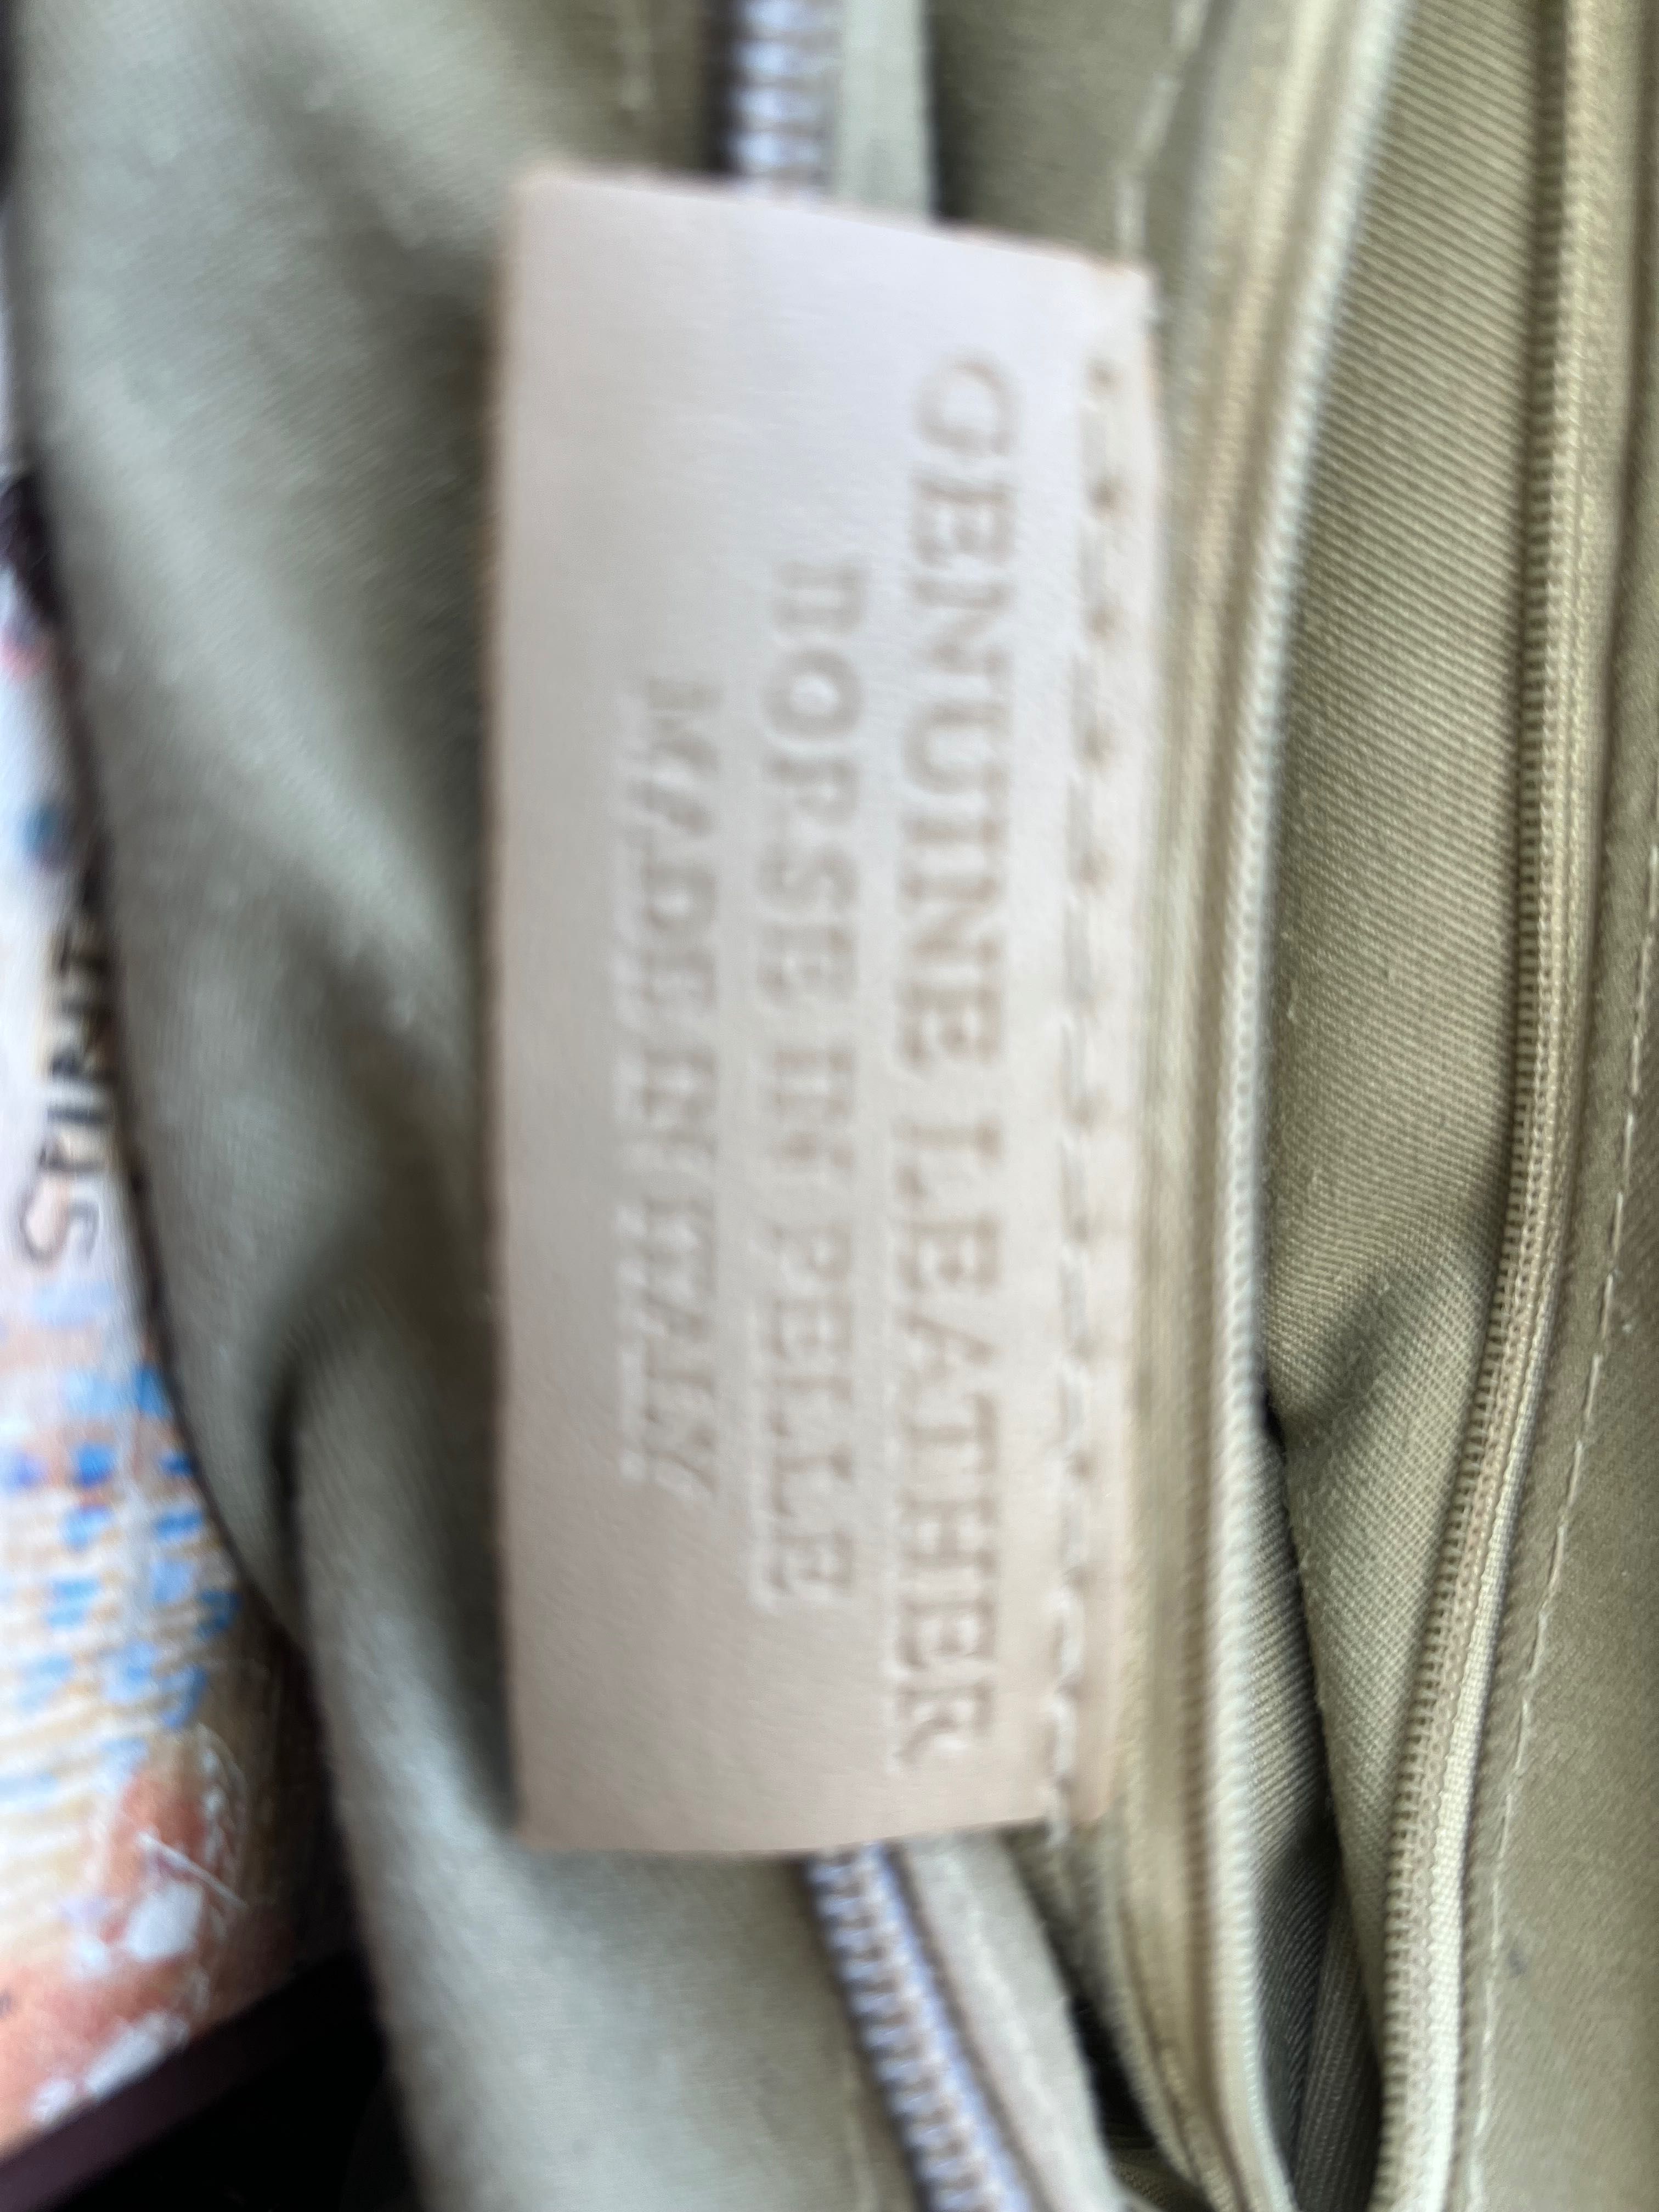 GENUINE LEATHER
BORSE IN PELLE
MADE IN ITALY